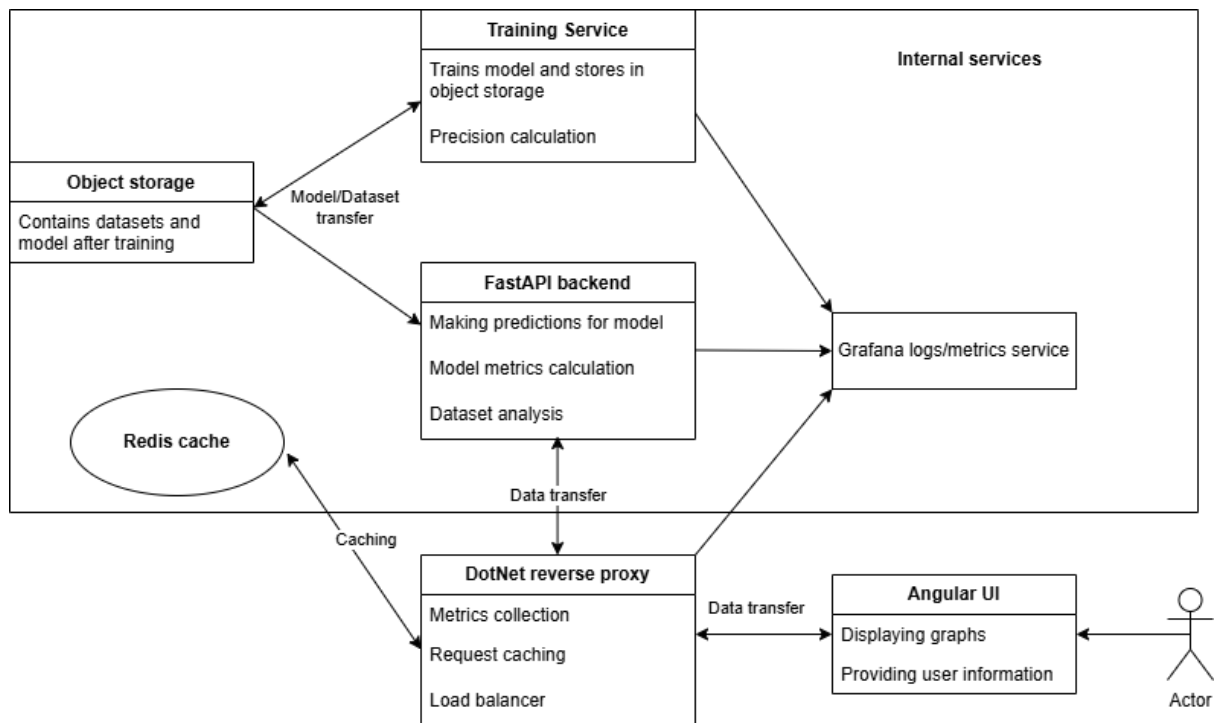 Training Service
Trains model and stores in
object storage
Precision calculation
Internal services
Object storage
Contains datasets and
model after training
Model/Dataset
transfer
FastAPI backend
Making predictions for model
Model metrics calculation
Dataset analysis
Grafana logs/metrics service
Redis cache
Data transfer
Caching
DotNet reverse proxy
Metrics collection
Request caching
Load balancer
Data transfer
Angular UI
Displaying graphs
Providing user information
Actor